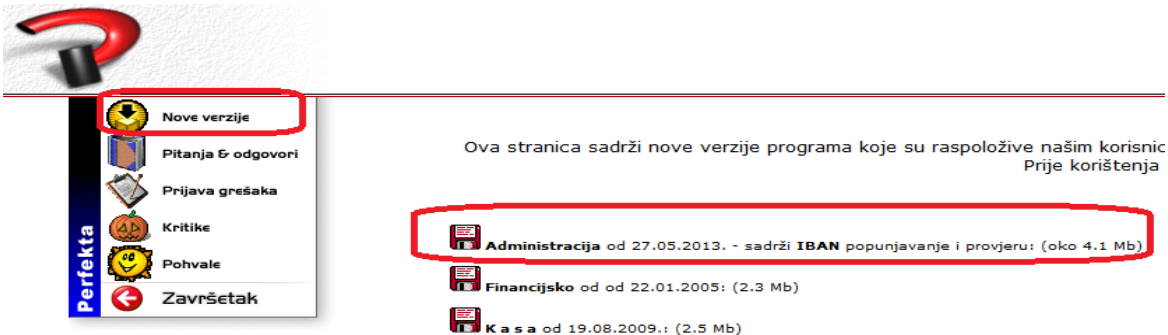 Nove verzije
Pitanja & odgovori
Prijava grešaka
Kritike
Pohvale
Završetak
Perfekta
Ova stranica sadrži nove verzije programa koje su raspoložive našim korisnic
Prije korištenja
Administracija od 27.05.2013. - sadrži IBAN popunjavanje i provjeru: (oko 4.1 Mb)
Financijsko od od 22.01.2005: (2.3 Mb)
K a s a od 19.08.2009.: (2.5 Mb)